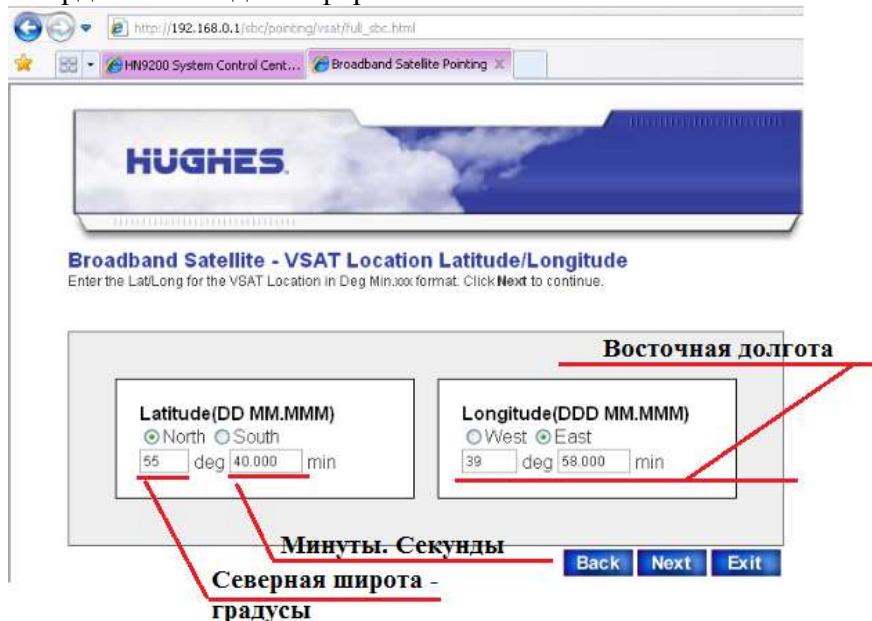 http://192.168.0.1/sbc/pointing/vsat/full_sbc.html
HN9200 System Control Cent... Broadband Satellite Pointing
HUGHES.
Broadband Satellite - VSAT Location Latitude/Longitude
Enter the Lat/Long for the VSAT Location in Deg Min.xxx format. Click Next to continue.
Восточная долгота
Latitude(DD MM.MMM)
North South
55 deg 40.000 min
Longitude(DDD MM.MMM)
West East
39 deg 58.000 min
Минуты. Секунды
Северная широта -
градусы
Back Next Exit